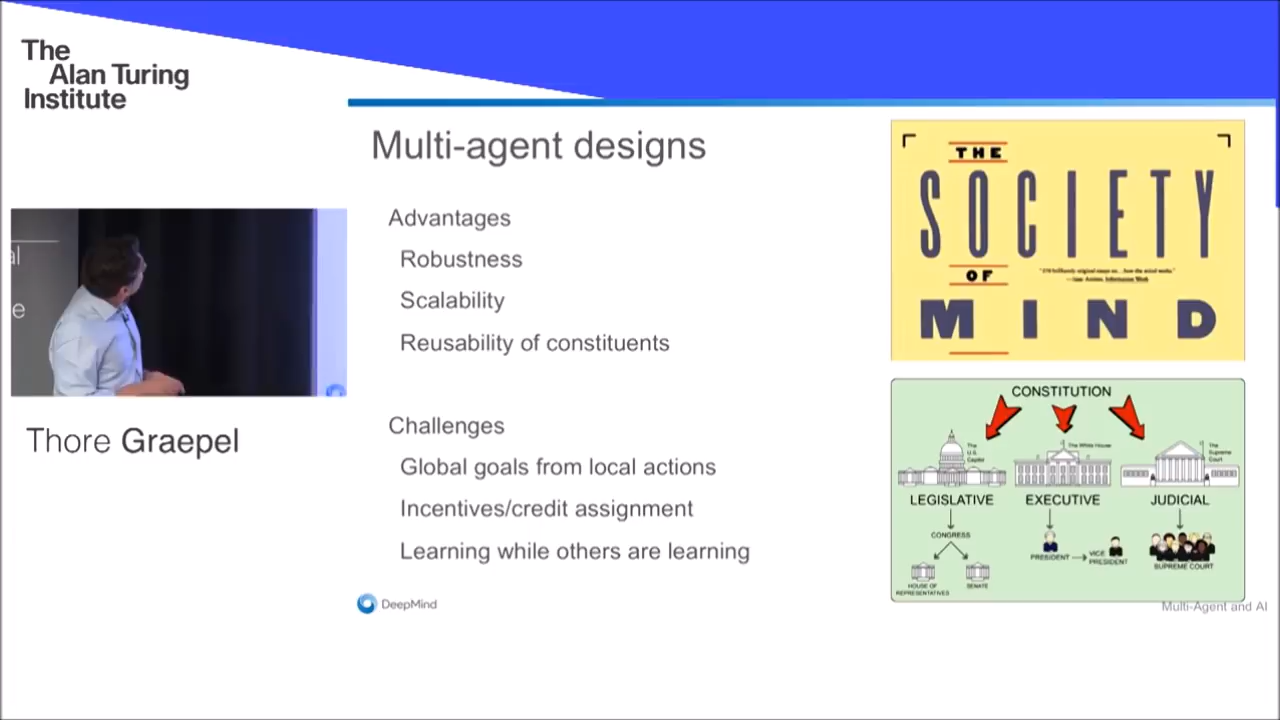 The
Alan Turing
Institute
al
e
Thore Graepel
Multi-agent designs
Advantages
Robustness
Scalability
Reusability of constituents
Challenges
Global goals from local actions
Incentives/credit assignment
Learning while others are learning
DeepMind
THE
SOCIETY
OF
MIND
CONSTITUTION
The
U.S.
Capitol
The White House
The
Supreme
Court
LEGISLATIVE
EXECUTIVE
JUDICIAL
CONGRESS
HOUSE OF
REPRESENTATIVES
SENATE
PRESIDENT
VICE
PRESIDENT
SUPREME COURT
Multi-Agent and AI